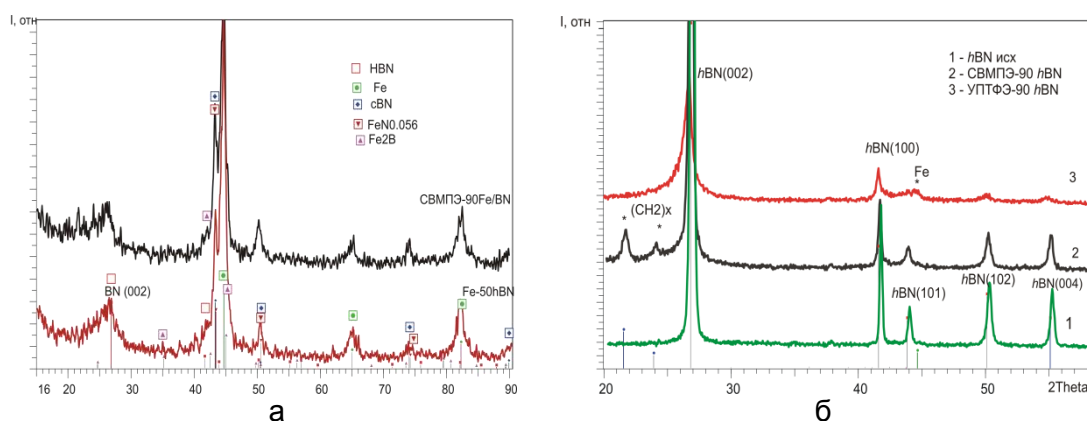 I, отн
HBN
Fe
cBN
FeN0.056
Fe2B
СВМПЭ-90Fe/BN
BN (002)
Fe-50hBN
16 20 30 40 50 60 70 80 90
а
I, отн
hBN(002)
1 - hBN исх
2 - СВМПЭ-90 hBN
3 - УПТФЭ-90 hBN
hBN(100)
Fe
*
3
(CH2)x
* *
2
hBN(101)
hBN(102)
hBN(004)
1
20 30 40 50 2Theta
б